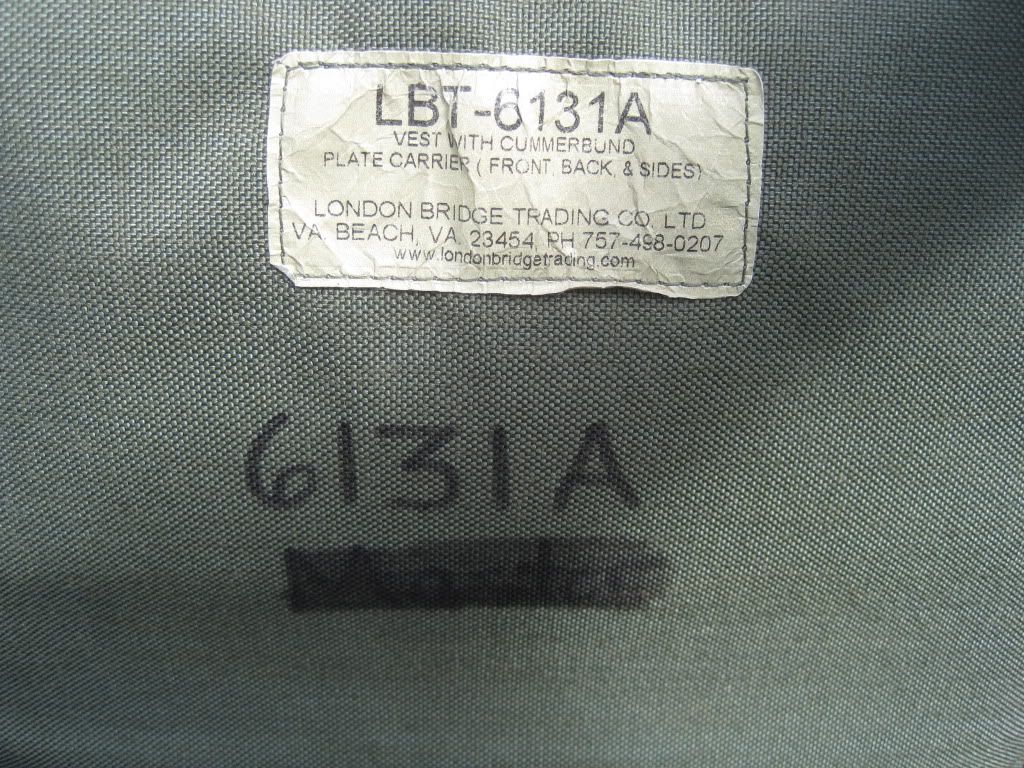 LBT-6131A
VEST WITH CUMMERBUND
PLATE CARRIER ( FRONT, BACK, & SIDES)
LONDON BRIDGE TRADING CO. LTD
VA. BEACH, VA. 23454, PH 757-498-0207
www.londonbridgetrading.com
6131A